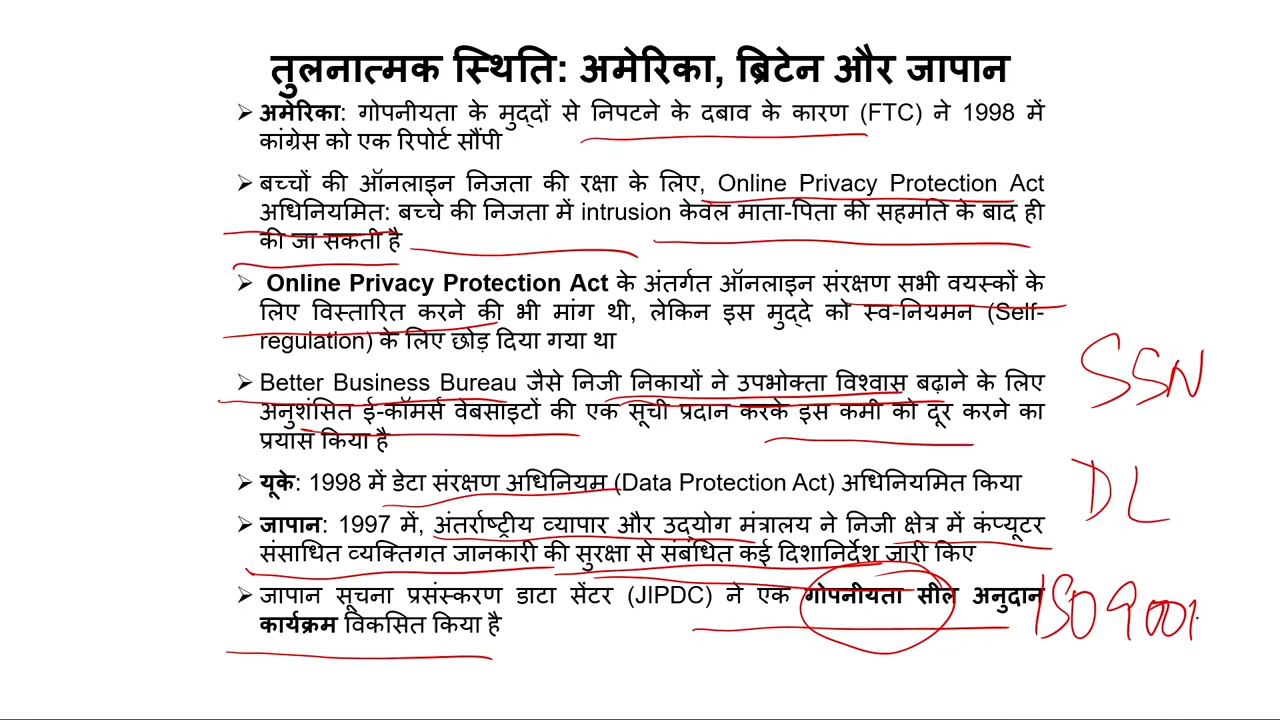 तुलनात्मक स्थिति: अमेरिका, ब्रिटेन और जापान
➢ अमेरिका: गोपनीयता के मुद्दों से निपटने के दबाव के कारण (FTC) ने 1998 में
कांग्रेस को एक रिपोर्ट सौंपी
➢ बच्चों की ऑनलाइन निजता की रक्षा के लिए, Online Privacy Protection Act
अधिनियमित: बच्चे की निजता में intrusion केवल माता-पिता की सहमति के बाद ही
की जा सकती है
➢ Online Privacy Protection Act के अंतर्गत ऑनलाइन संरक्षण सभी वयस्कों के
लिए विस्तारित करने की भी मांग थी, लेकिन इस मुद्दे को स्व-नियमन (Self-
regulation) के लिए छोड़ दिया गया था
➢ Better Business Bureau जैसे निजी निकायों ने उपभोक्ता विश्वास बढ़ाने के लिए
अनुशंसित ई-कॉमर्स वेबसाइटों की एक सूची प्रदान करके इस कमी को दूर करने का
प्रयास किया है
➢ यूके: 1998 में डेटा संरक्षण अधिनियम (Data Protection Act) अधिनियमित किया
➢ जापान: 1997 में, अंतर्राष्ट्रीय व्यापार और उद्योग मंत्रालय ने निजी क्षेत्र में कंप्यूटर
संसाधित व्यक्तिगत जानकारी की सुरक्षा से संबंधित कई दिशानिर्देश जारी किए
➢ जापान सूचना प्रसंस्करण डाटा सेंटर (JIPDC) ने एक गोपनीयता सील अनुदान
कार्यक्रम विकसित किया है
SSN
DL
ISO 9001